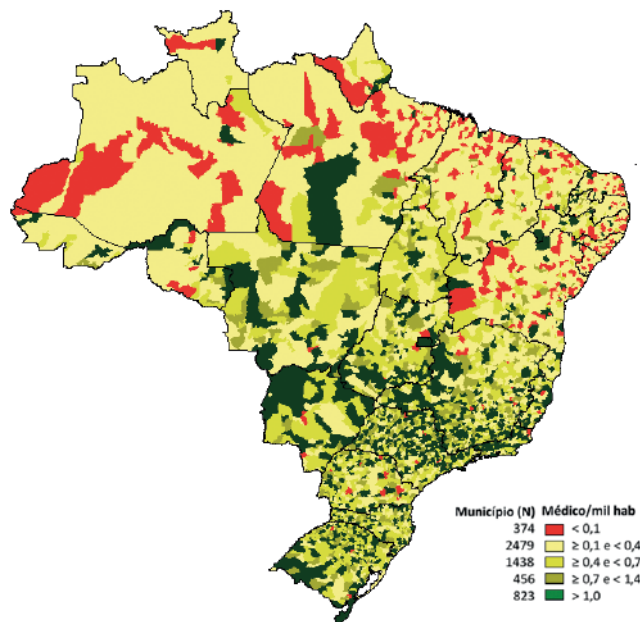 Município (N) Médico/mil hab
374 < 0,1
2479 ≥ 0,1 e < 0,4
1438 ≥ 0,4 e < 0,7
456 ≥ 0,7 e < 1,4
823 > 1,0